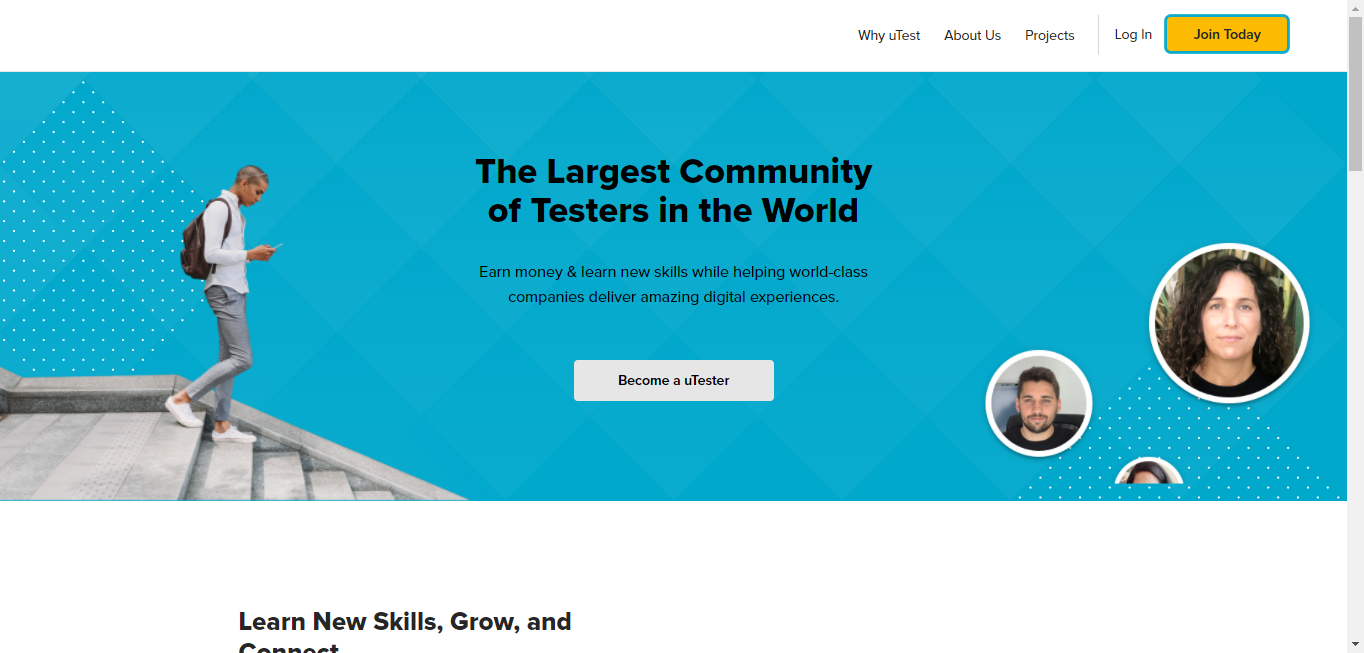 Why uTest
About Us
Projects
Log In
Join Today
The Largest Community
of Testers in the World
Earn money & learn new skills while helping world-class
companies deliver amazing digital experiences.
Become a uTester
Learn New Skills, Grow, and
Connect